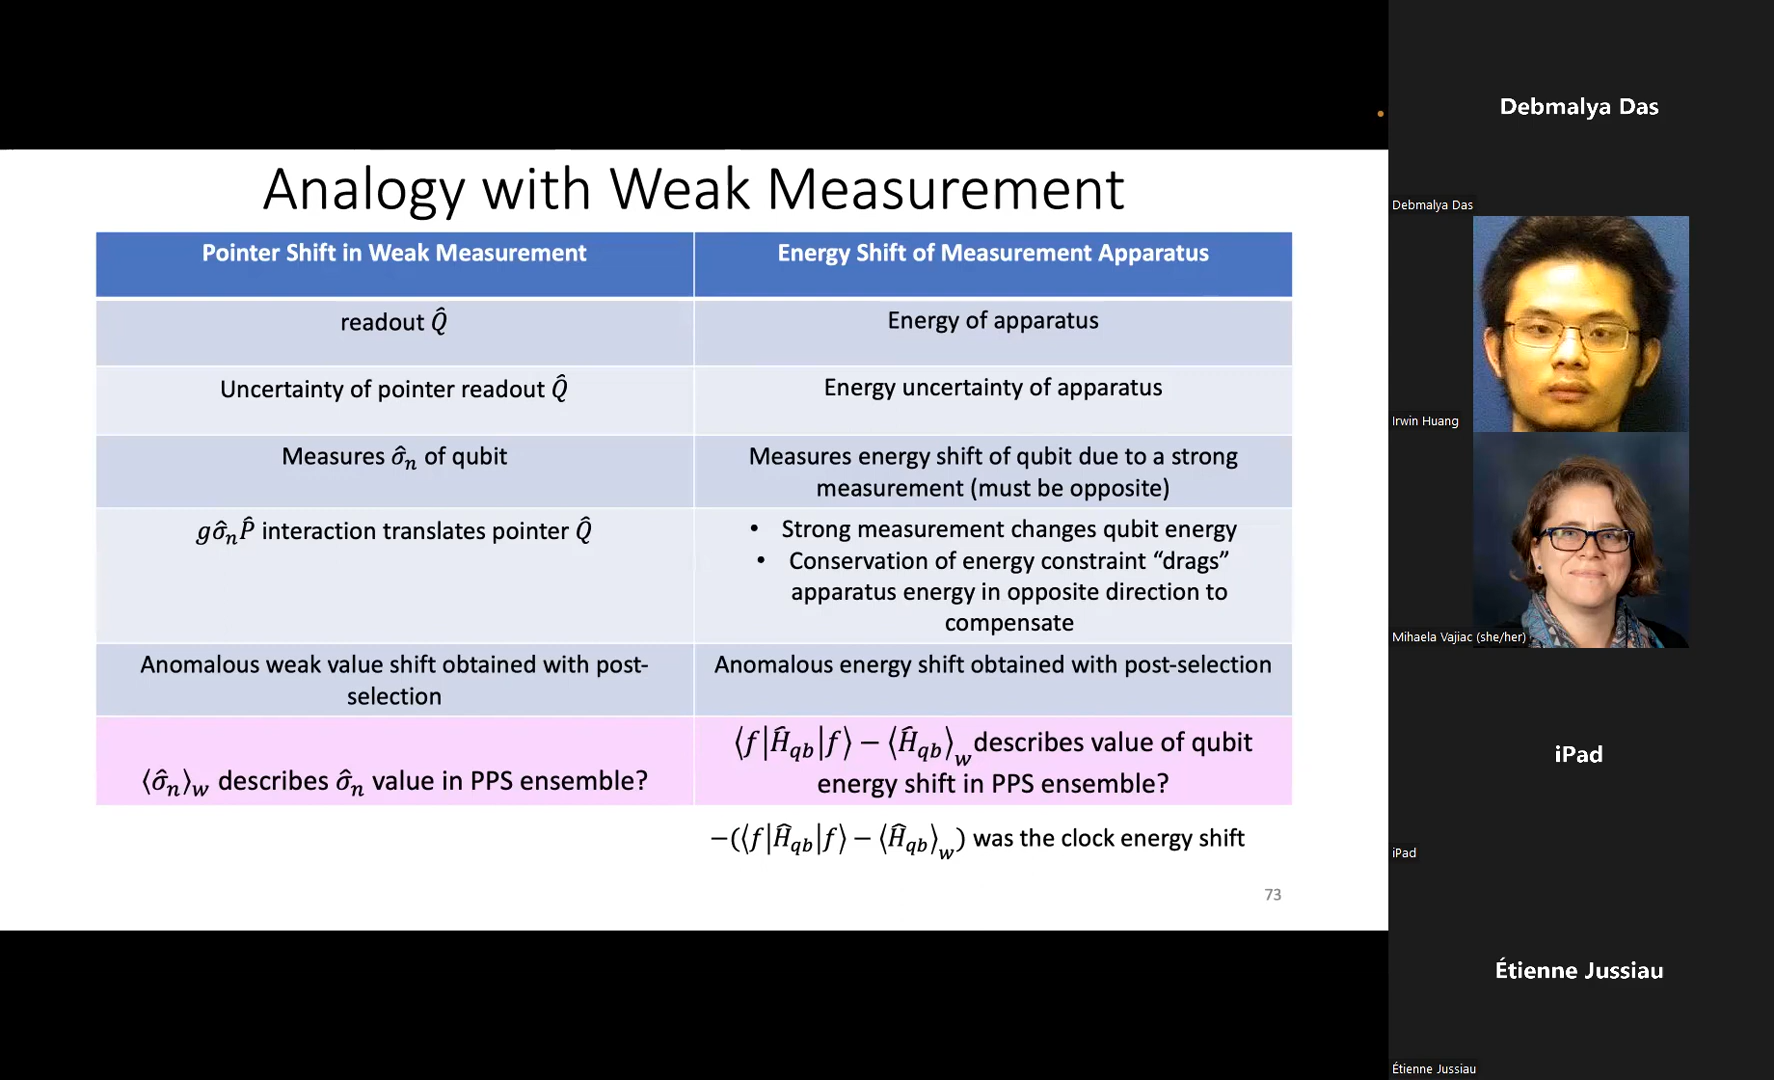 Analogy with Weak Measurement
Pointer Shift in Weak Measurement
Energy Shift of Measurement Apparatus
readout Q̂
Energy of apparatus
Uncertainty of pointer readout Q̂
Energy uncertainty of apparatus
Measures σ̂ₙ of qubit
Measures energy shift of qubit due to a strong
measurement (must be opposite)
gσ̂ₙP̂ interaction translates pointer Q̂
• Strong measurement changes qubit energy
• Conservation of energy constraint “drags”
apparatus energy in opposite direction to
compensate
Anomalous weak value shift obtained with post-
selection
Anomalous energy shift obtained with post-selection
⟨σ̂ₙ⟩_w describes σ̂ₙ value in PPS ensemble?
⟨f|Ĥ_qb|f⟩ − ⟨Ĥ_qb⟩_w describes value of qubit
energy shift in PPS ensemble?
−(⟨f|Ĥ_qb|f⟩ − ⟨Ĥ_qb⟩_w) was the clock energy shift
73
Debmalya Das
Debmalya Das
Irwin Huang
Mihaela Vajiac (she/her)
iPad
iPad
Étienne Jussiau
Étienne Jussiau